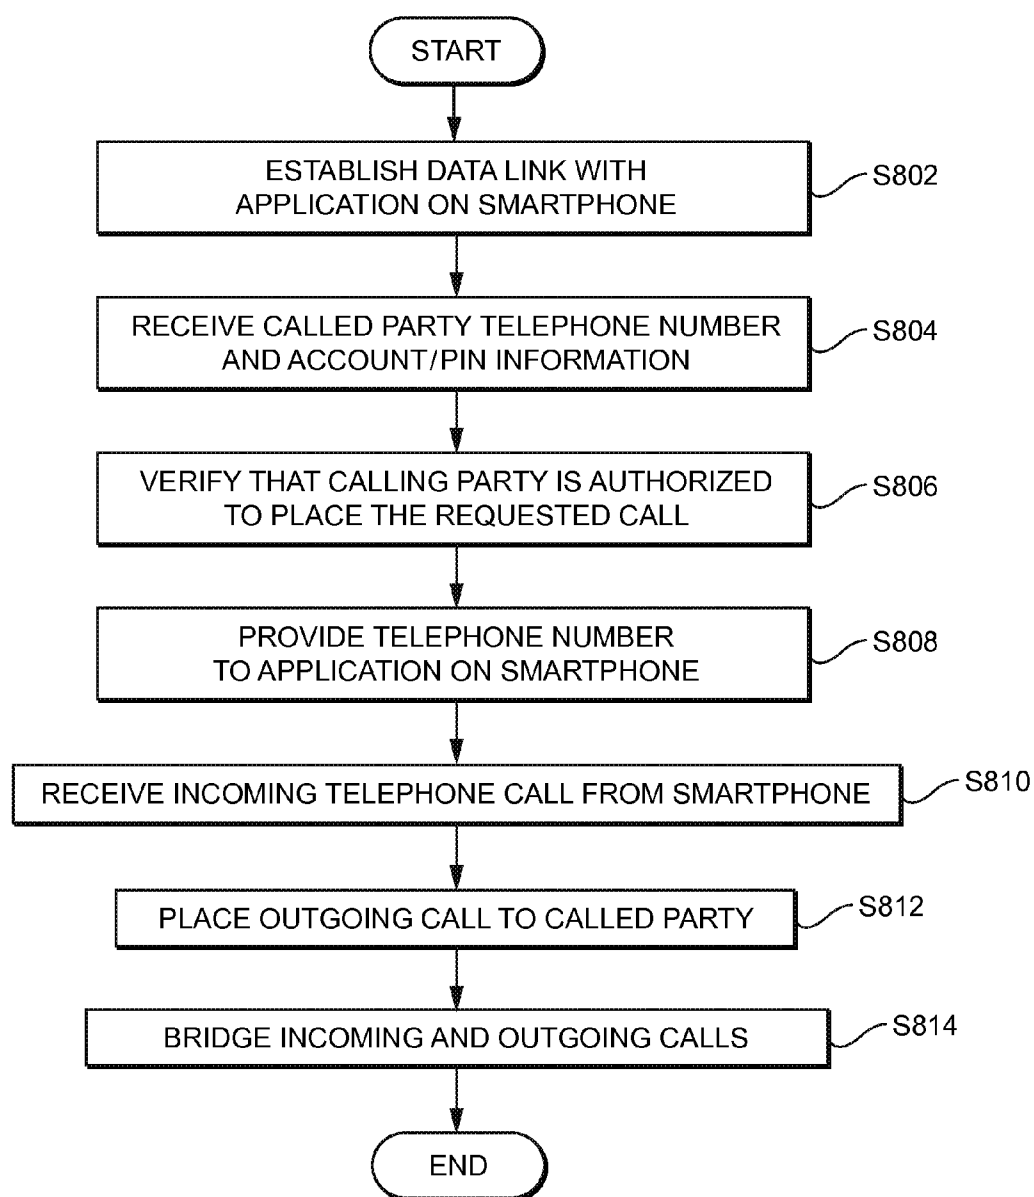 START
ESTABLISH DATA LINK WITH
APPLICATION ON SMARTPHONE
S802
RECEIVE CALLED PARTY TELEPHONE NUMBER
AND ACCOUNT/PIN INFORMATION
S804
VERIFY THAT CALLING PARTY IS AUTHORIZED
TO PLACE THE REQUESTED CALL
S806
PROVIDE TELEPHONE NUMBER
TO APPLICATION ON SMARTPHONE
S808
RECEIVE INCOMING TELEPHONE CALL FROM SMARTPHONE
S810
PLACE OUTGOING CALL TO CALLED PARTY
S812
BRIDGE INCOMING AND OUTGOING CALLS
S814
END